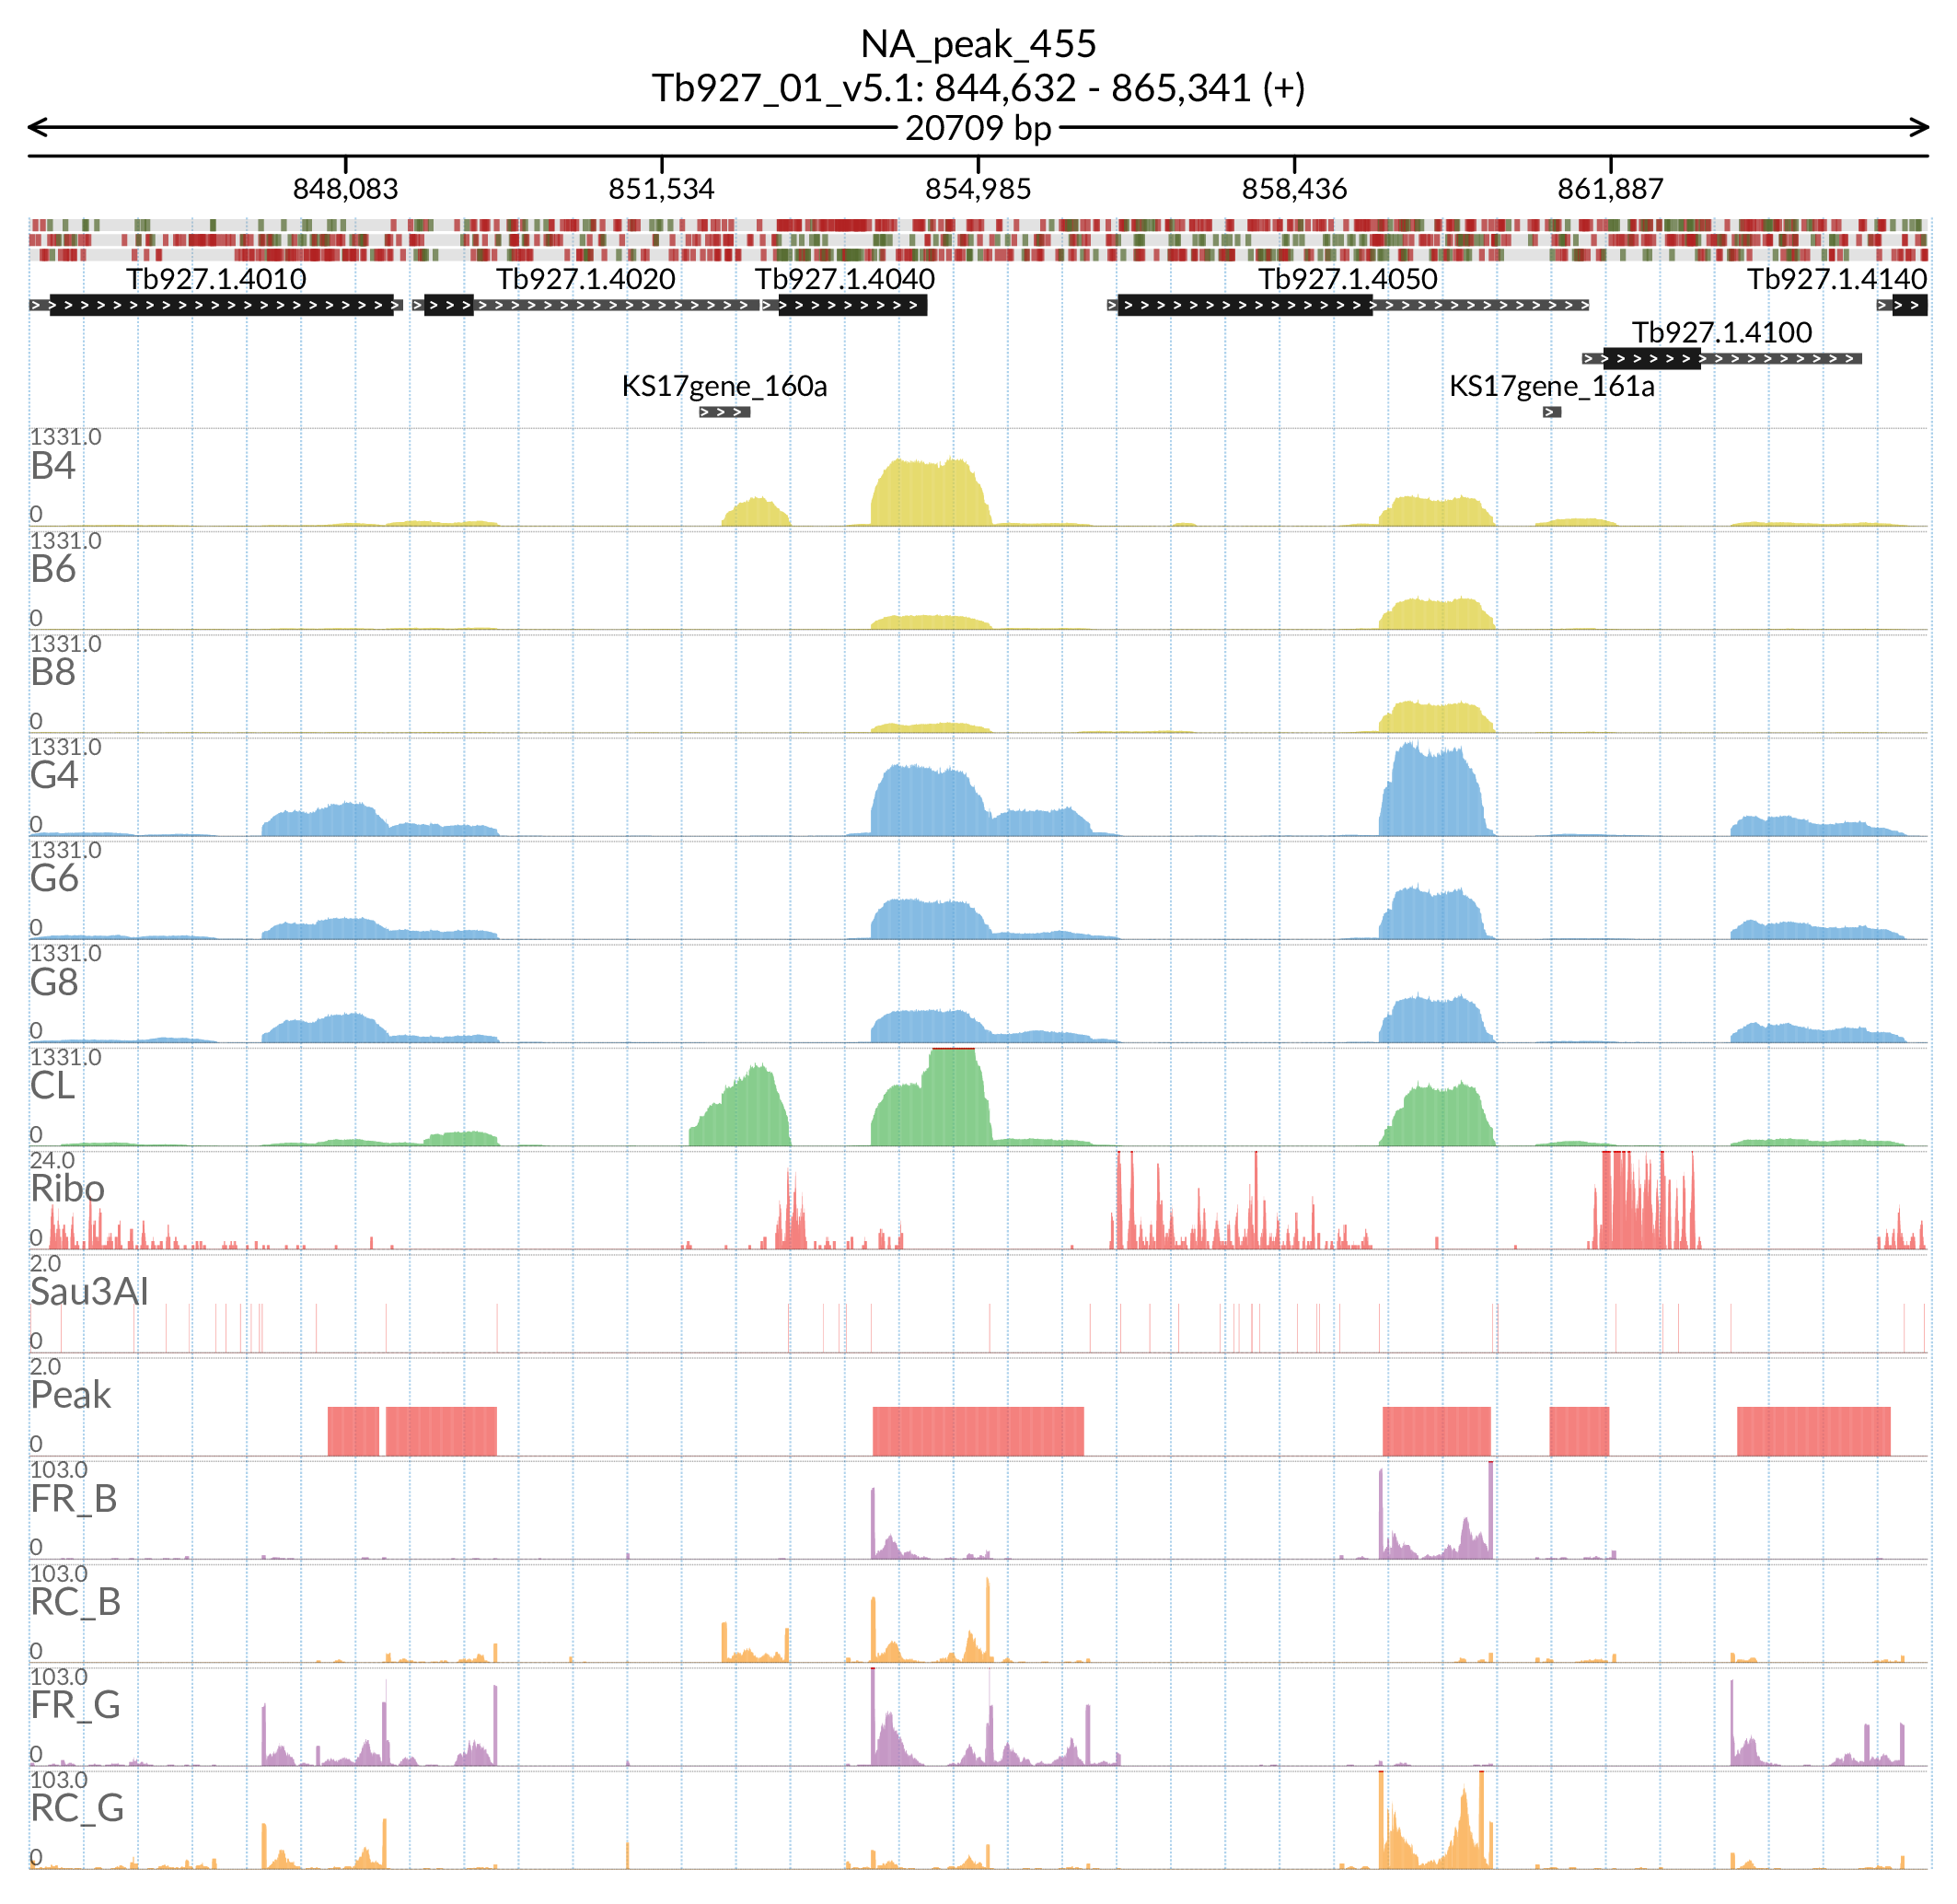 NA_peak_455
Tb927_01_v5.1: 844,632 - 865,341 (+)
20709 bp
848,083 851,534 854,985 858,436 861,887
Tb927.1.4010 Tb927.1.4020 Tb927.1.4040 Tb927.1.4050 Tb927.1.4140
Tb927.1.4100
KS17gene_160a KS17gene_161a
1331.0
B4
0
1331.0
B6
0
1331.0
B8
0
1331.0
G4
0
1331.0
G6
0
1331.0
G8
0
1331.0
CL
0
24.0
Ribo
0
2.0
Sau3AI
0
2.0
Peak
0
103.0
FR_B
0
103.0
RC_B
0
103.0
FR_G
0
103.0
RC_G
0